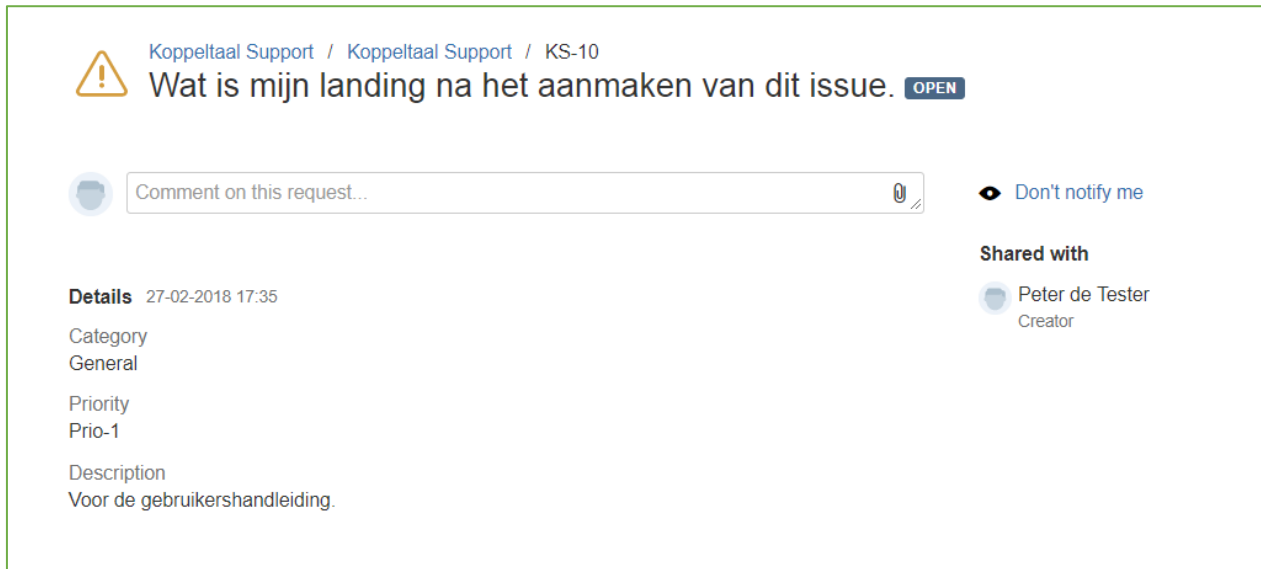 Koppeltaal Support / Koppeltaal Support / KS-10
Wat is mijn landing na het aanmaken van dit issue. OPEN
Comment on this request...
Don't notify me
Shared with
Peter de Tester
Creator
Details 27-02-2018 17:35
Category
General
Priority
Prio-1
Description
Voor de gebruikershandleiding.